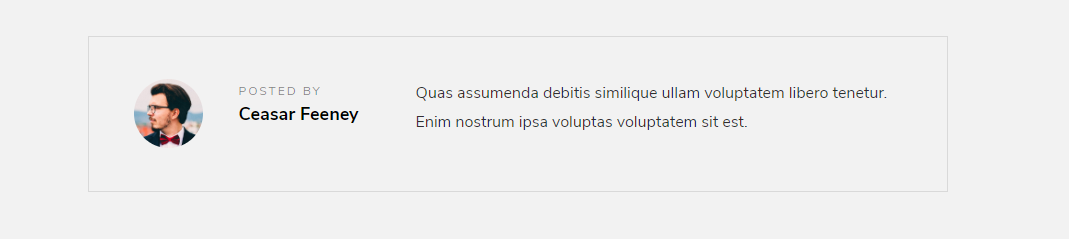 POSTED BY
Ceasar Feeney
Quas assumenda debitis similique ullam voluptatem libero tenetur.
Enim nostrum ipsa voluptas voluptatem sit est.